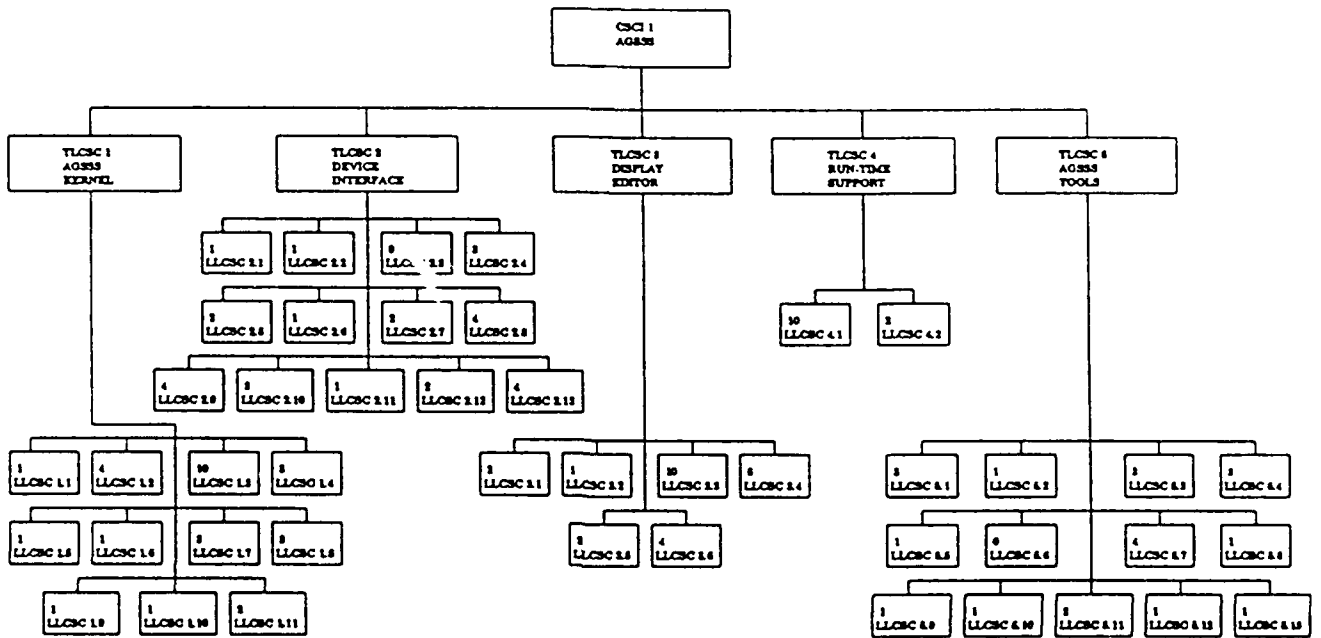 CSCI 1
AGSSS
TLCSC 1
AGSSS
KERNEL
TLCSC 2
DEVICE
INTERFACE
TLCSC 3
DISPLAY
EDITOR
TLCSC 4
RUN-TIME
SUPPORT
TLCSC 5
AGSSS
TOOLS
1
LLCSC 2.1
1
LLCSC 2.2
LLCSC 2.3
LLCSC 2.4
2
LLCSC 2.5
1
LLCSC 2.6
2
LLCSC 2.7
4
LLCSC 2.8
4
LLCSC 2.9
LLCSC 2.10
1
LLCSC 2.11
2
LLCSC 2.12
4
LLCSC 2.13
10
LLCSC 4.1
LLCSC 4.2
1
LLCSC 1.1
4
LLCSC 1.2
10
LLCSC 1.3
LLCSC 1.4
1
LLCSC 1.5
1
LLCSC 1.6
LLCSC 1.7
LLCSC 1.8
1
LLCSC 1.9
1
LLCSC 1.10
LLCSC 1.11
LLCSC 3.1
1
LLCSC 3.2
10
LLCSC 3.3
LLCSC 3.4
2
LLCSC 3.5
4
LLCSC 3.6
LLCSC 5.1
1
LLCSC 5.2
LLCSC 5.3
LLCSC 5.4
1
LLCSC 5.5
LLCSC 5.6
4
LLCSC 5.7
1
LLCSC 5.8
1
LLCSC 5.9
1
LLCSC 5.10
2
LLCSC 5.11
1
LLCSC 5.12
1
LLCSC 5.13